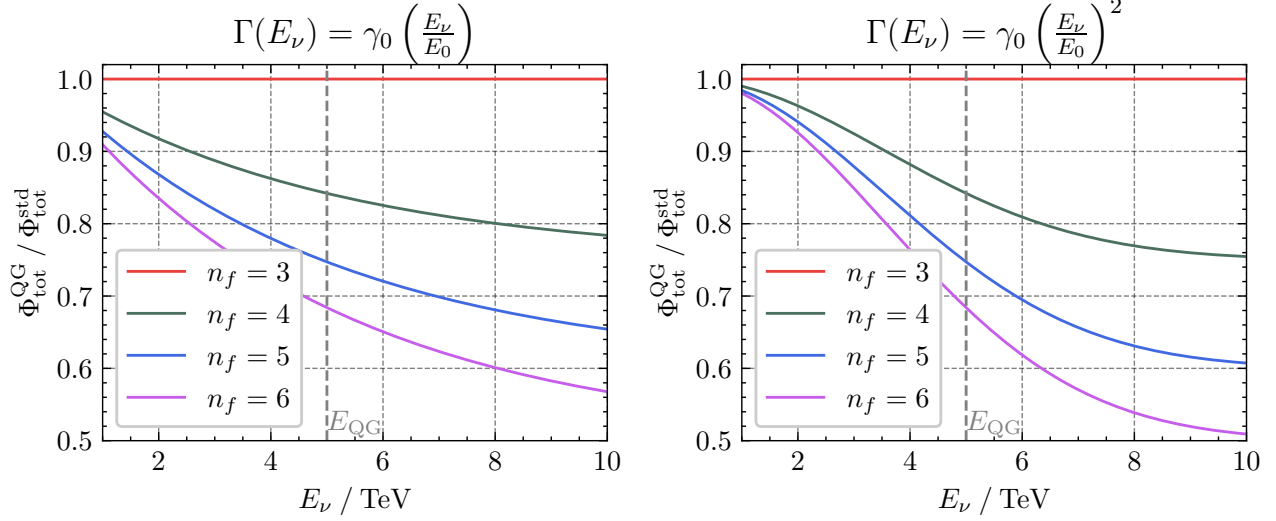 Γ(E_ν) = γ_0 (E_ν/E_0)
Φ_tot^QG / Φ_tot^std
1.0
0.9
0.8
0.7
0.6
0.5
n_f = 3
n_f = 4
n_f = 5
n_f = 6
E_QG
2 4 6 8 10
E_ν / TeV
Γ(E_ν) = γ_0 (E_ν/E_0)^2
Φ_tot^QG / Φ_tot^std
1.0
0.9
0.8
0.7
0.6
0.5
n_f = 3
n_f = 4
n_f = 5
n_f = 6
E_QG
2 4 6 8 10
E_ν / TeV